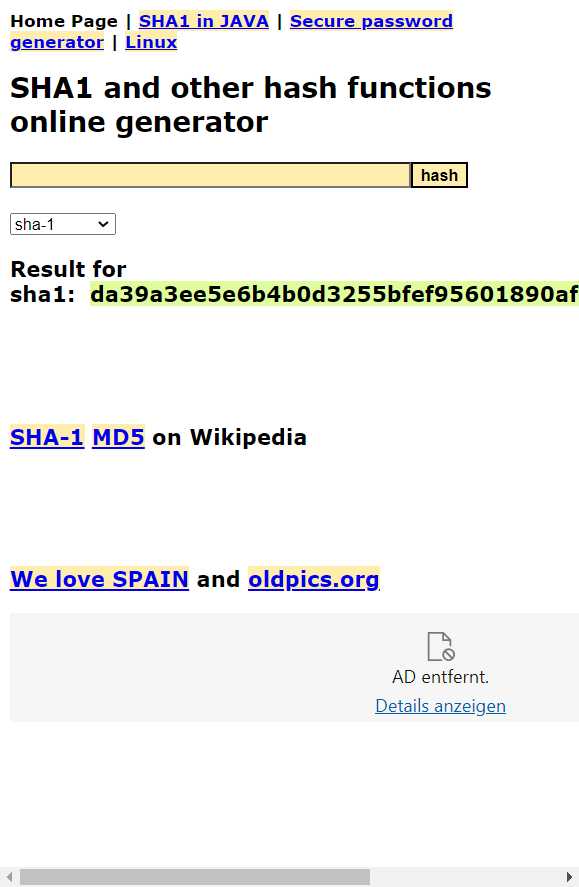 Home Page | SHA1 in JAVA | Secure password
generator | Linux
SHA1 and other hash functions
online generator
hash
sha-1
Result for
sha1: da39a3ee5e6b4b0d3255bfef95601890af
SHA-1 MD5 on Wikipedia
We love SPAIN and oldpics.org
AD entfernt.
Details anzeigen